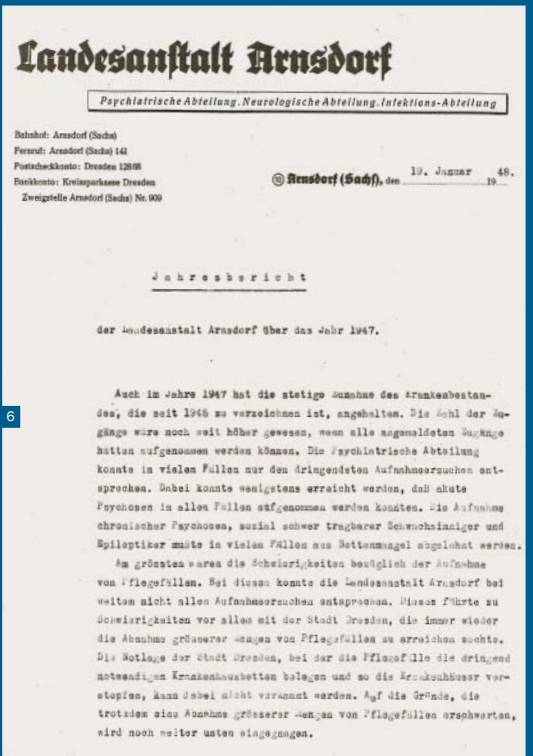 Landesanstalt Arnsdorf
Psychiatrische Abteilung. Neurologische Abteilung. Infektions-Abteilung
Bahnhof: Arnsdorf (Sachs)
Fernruf: Arnsdorf (Sachs) 141
Postscheckkonto: Dresden 12868
Bankkonto: Kreissparkasse Dresden
Zweigstelle Arnsdorf (Sachs) Nr. 909
(10) Arnsdorf (Sachs), den 19. Januar 1948.
Jahresbericht
der Landesanstalt Arnsdorf über das Jahr 1947.
Auch im Jahre 1947 hat die stetige Zunahme des Krankenbestan-
des, die seit 1945 zu verzeichnen ist, angehalten. Die Zahl der Zu-
gänge wäre noch weit höher gewesen, wenn alle angemeldeten Zugänge
hätten aufgenommen werden können. Die Psychiatrische Abteilung
konnte in vielen Fällen nur den dringendsten Aufnahmeersuchen ent-
sprechen. Dabei konnte wenigstens erreicht werden, daß akute
Psychosen in allen Fällen aufgenommen werden konnten. Die Aufnahme
chronischer Psychosen, sozial schwer tragbarer Schwachsinniger und
Epileptiker mußte in vielen Fällen aus Bettenmangel abgelehnt werden.
Am grössten waren die Schwierigkeiten bezüglich der Aufnahme
von Pflegefällen. Bei diesen konnte die Landesanstalt Arnsdorf bei
weitem nicht allen Aufnahmeersuchen entsprechen. Dieses führte zu
Schwierigkeiten vor allem mit der Stadt Dresden, die immer wieder
die Abnahme grösserer Mengen von Pflegefällen zu erreichen suchte.
Die Notlage der Stadt Dresden, bei der die Pflegefälle die dringend
notwendigen Krankenhausbetten belegen und so die Krankenhäuser ver-
stopfen, kann dabei nicht verkannt werden. Auf die Gründe, die
trotzdem eine Abnahme grösserer Mengen von Pflegefällen erschwerten,
wird noch weiter unten eingegangen.
6